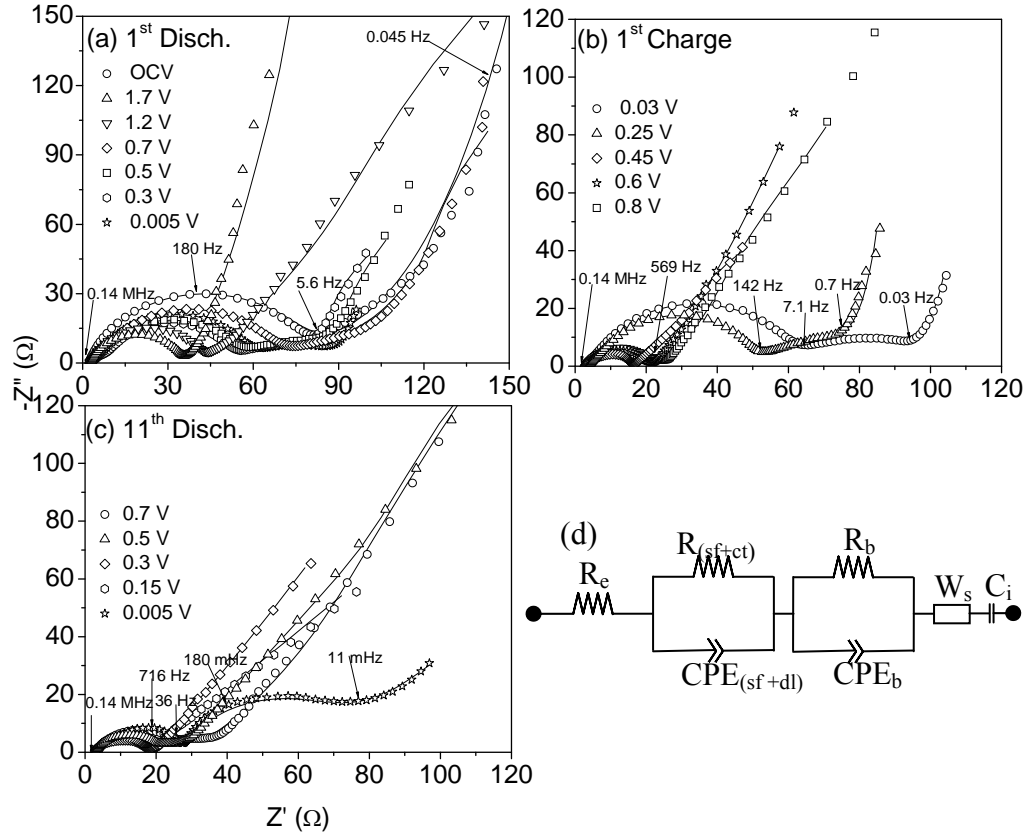 (a) 1st Disch.
OCV
1.7 V
1.2 V
0.7 V
0.5 V
0.3 V
0.005 V
0.045 Hz
180 Hz
5.6 Hz
0.14 MHz
150
120
90
60
30
0
0 30 60 90 120 150
-Z" (Ω)
(b) 1st Charge
0.03 V
0.25 V
0.45 V
0.6 V
0.8 V
0.14 MHz
569 Hz
142 Hz
7.1 Hz
0.7 Hz
0.03 Hz
120
100
80
60
40
20
0
0 20 40 60 80 100 120
(c) 11th Disch.
0.7 V
0.5 V
0.3 V
0.15 V
0.005 V
0.14 MHz
716 Hz
36 Hz
180 mHz
11 mHz
120
100
80
60
40
20
0
0 20 40 60 80 100 120
Z' (Ω)
(d)
Re
R(sf+ct)
CPE(sf +dl)
Rb
CPEb
Ws
Ci